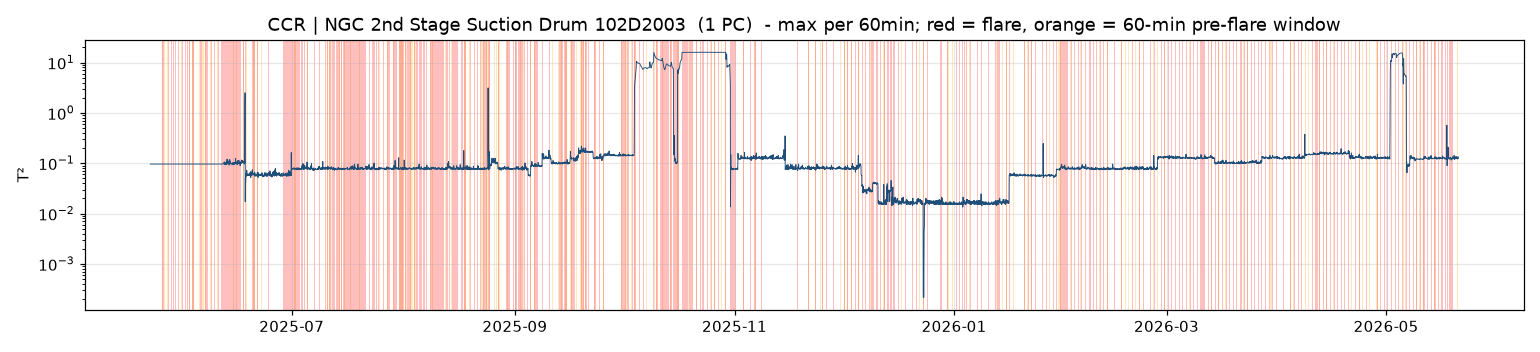 CCR | NGC 2nd Stage Suction Drum 102D2003  (1 PC)  - max per 60min; red = flare, orange = 60-min pre-flare window
T²
10¹
10⁰
10⁻¹
10⁻²
10⁻³
2025-07 2025-09 2025-11 2026-01 2026-03 2026-05